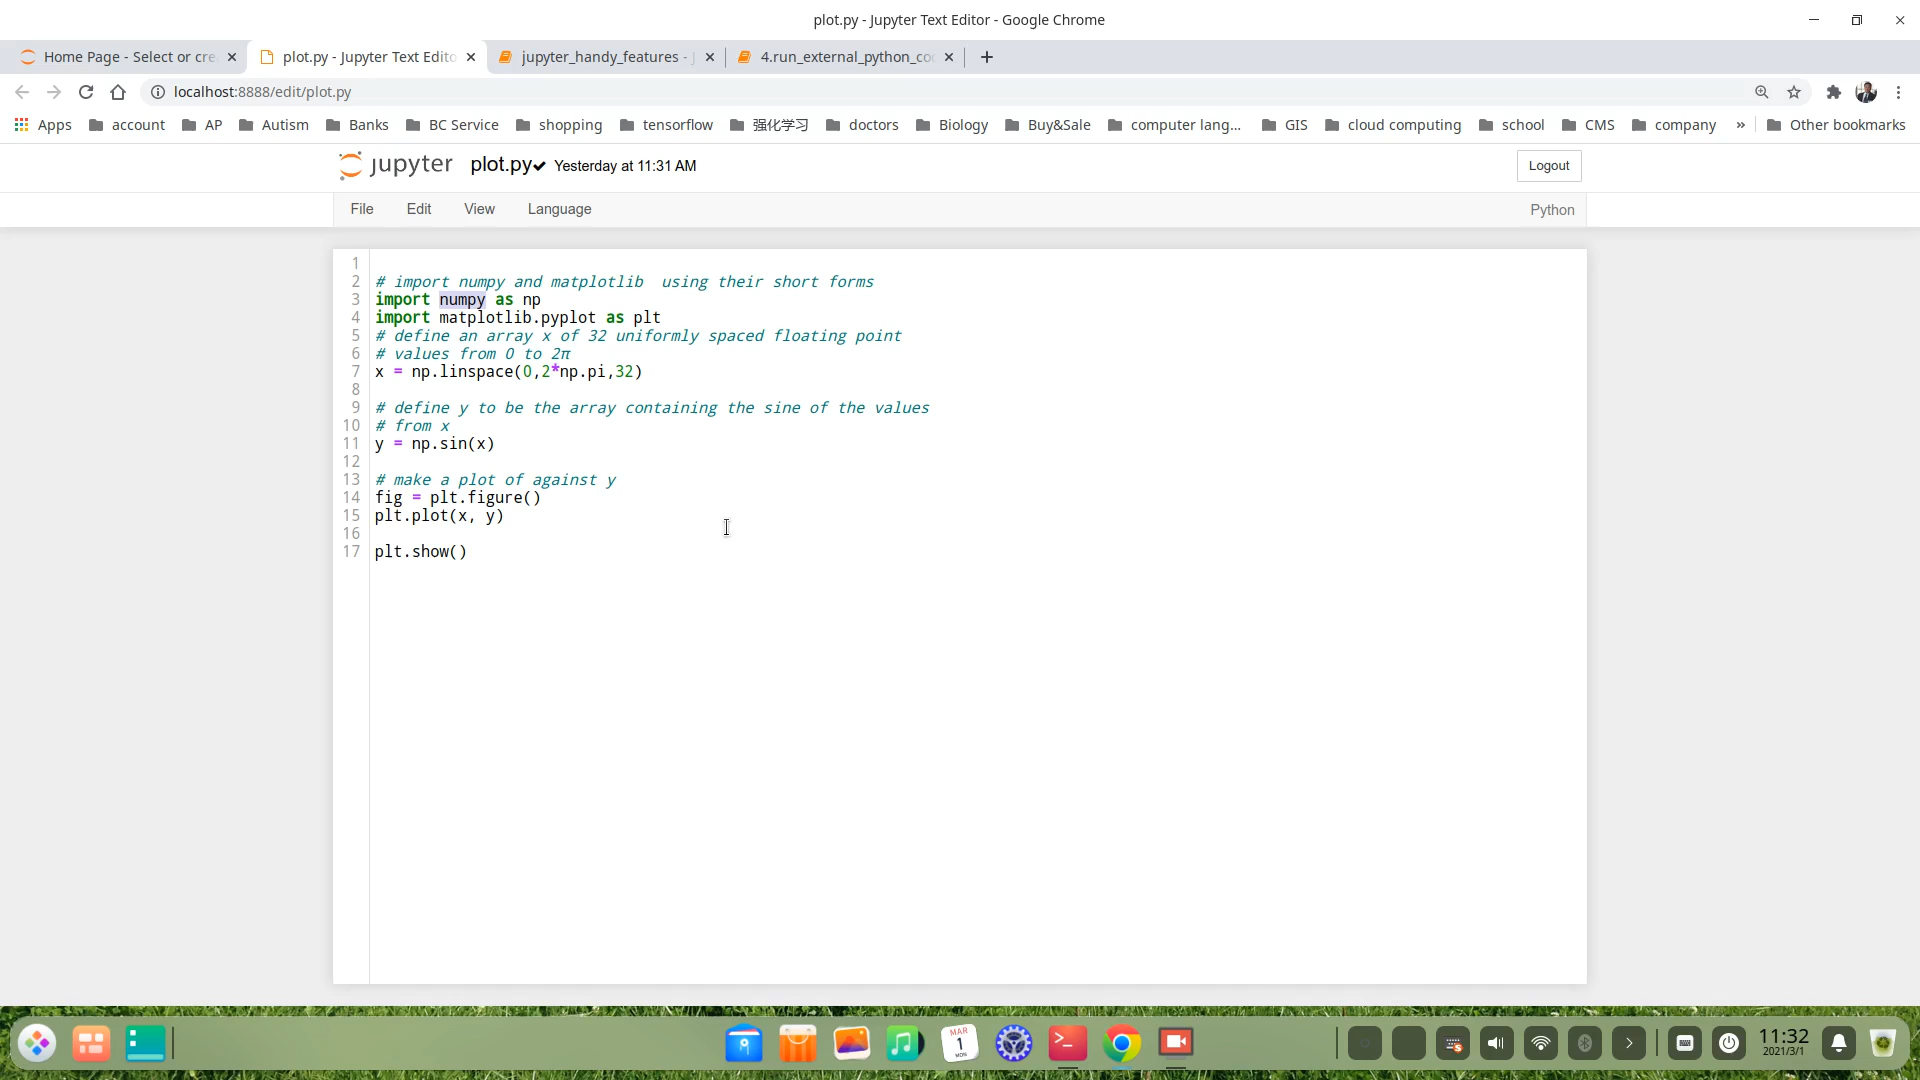 plot.py - Jupyter Text Editor - Google Chrome
Home Page - Select or cre
plot.py - Jupyter Text Edito
jupyter_handy_features - J
4.run_external_python_co
localhost:8888/edit/plot.py
Apps account AP Autism Banks BC Service shopping tensorflow 强化学习 doctors Biology Buy&Sale computer lang... GIS cloud computing school CMS company » Other bookmarks
jupyter plot.py Yesterday at 11:31 AM Logout
File Edit View Language Python
1
2 # import numpy and matplotlib  using their short forms
3 import numpy as np
4 import matplotlib.pyplot as plt
5 # define an array x of 32 uniformly spaced floating point
6 # values from 0 to 2π
7 x = np.linspace(0,2*np.pi,32)
8
9 # define y to be the array containing the sine of the values
10 # from x
11 y = np.sin(x)
12
13 # make a plot of against y
14 fig = plt.figure()
15 plt.plot(x, y)
16
17 plt.show()
MAR
1
MON
11:32
2021/3/1